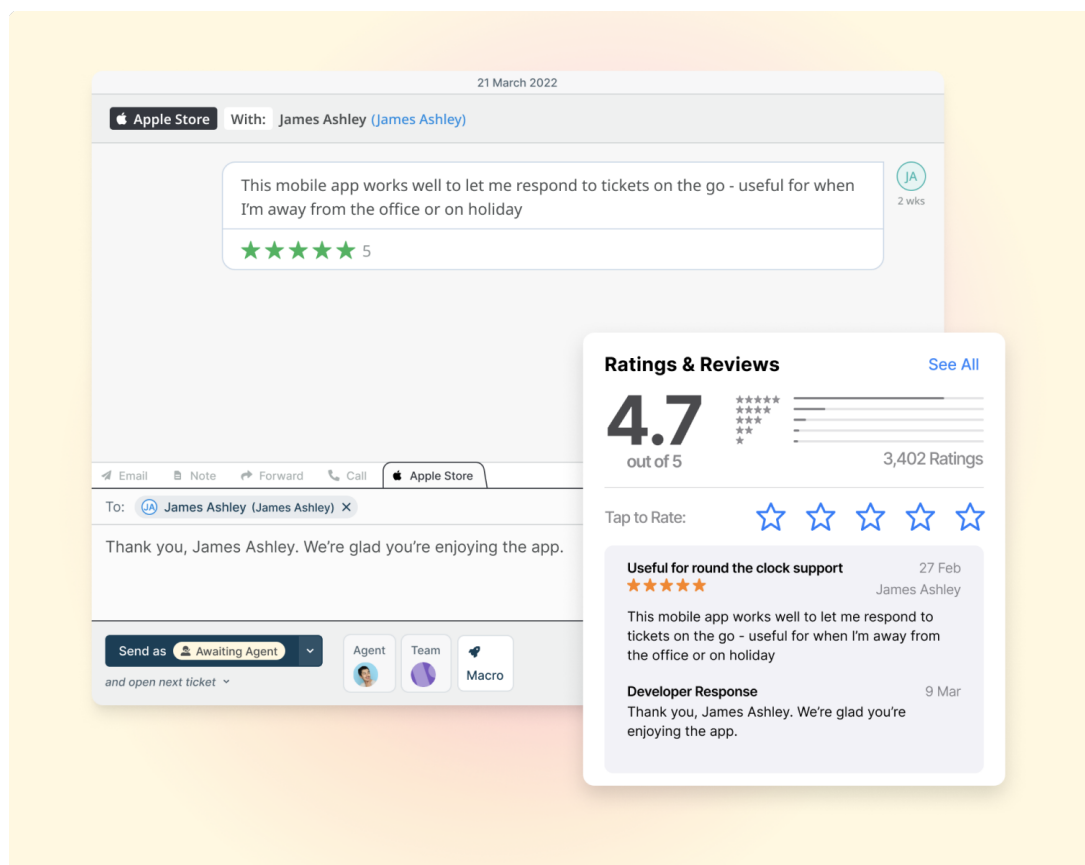 21 March 2022
Apple Store With: James Ashley (James Ashley)
This mobile app works well to let me respond to tickets on the go - useful for when
I'm away from the office or on holiday
5
JA
2 wks
Email Note Forward Call Apple Store
To: JA James Ashley (James Ashley) ✕
Thank you, James Ashley. We're glad you're enjoying the app.
Send as Awaiting Agent
and open next ticket
Agent Team Macro
Ratings & Reviews See All
4.7
out of 5
3,402 Ratings
Tap to Rate:
Useful for round the clock support 27 Feb
James Ashley
This mobile app works well to let me respond to
tickets on the go - useful for when I'm away from
the office or on holiday
Developer Response 9 Mar
Thank you, James Ashley. We're glad you're
enjoying the app.